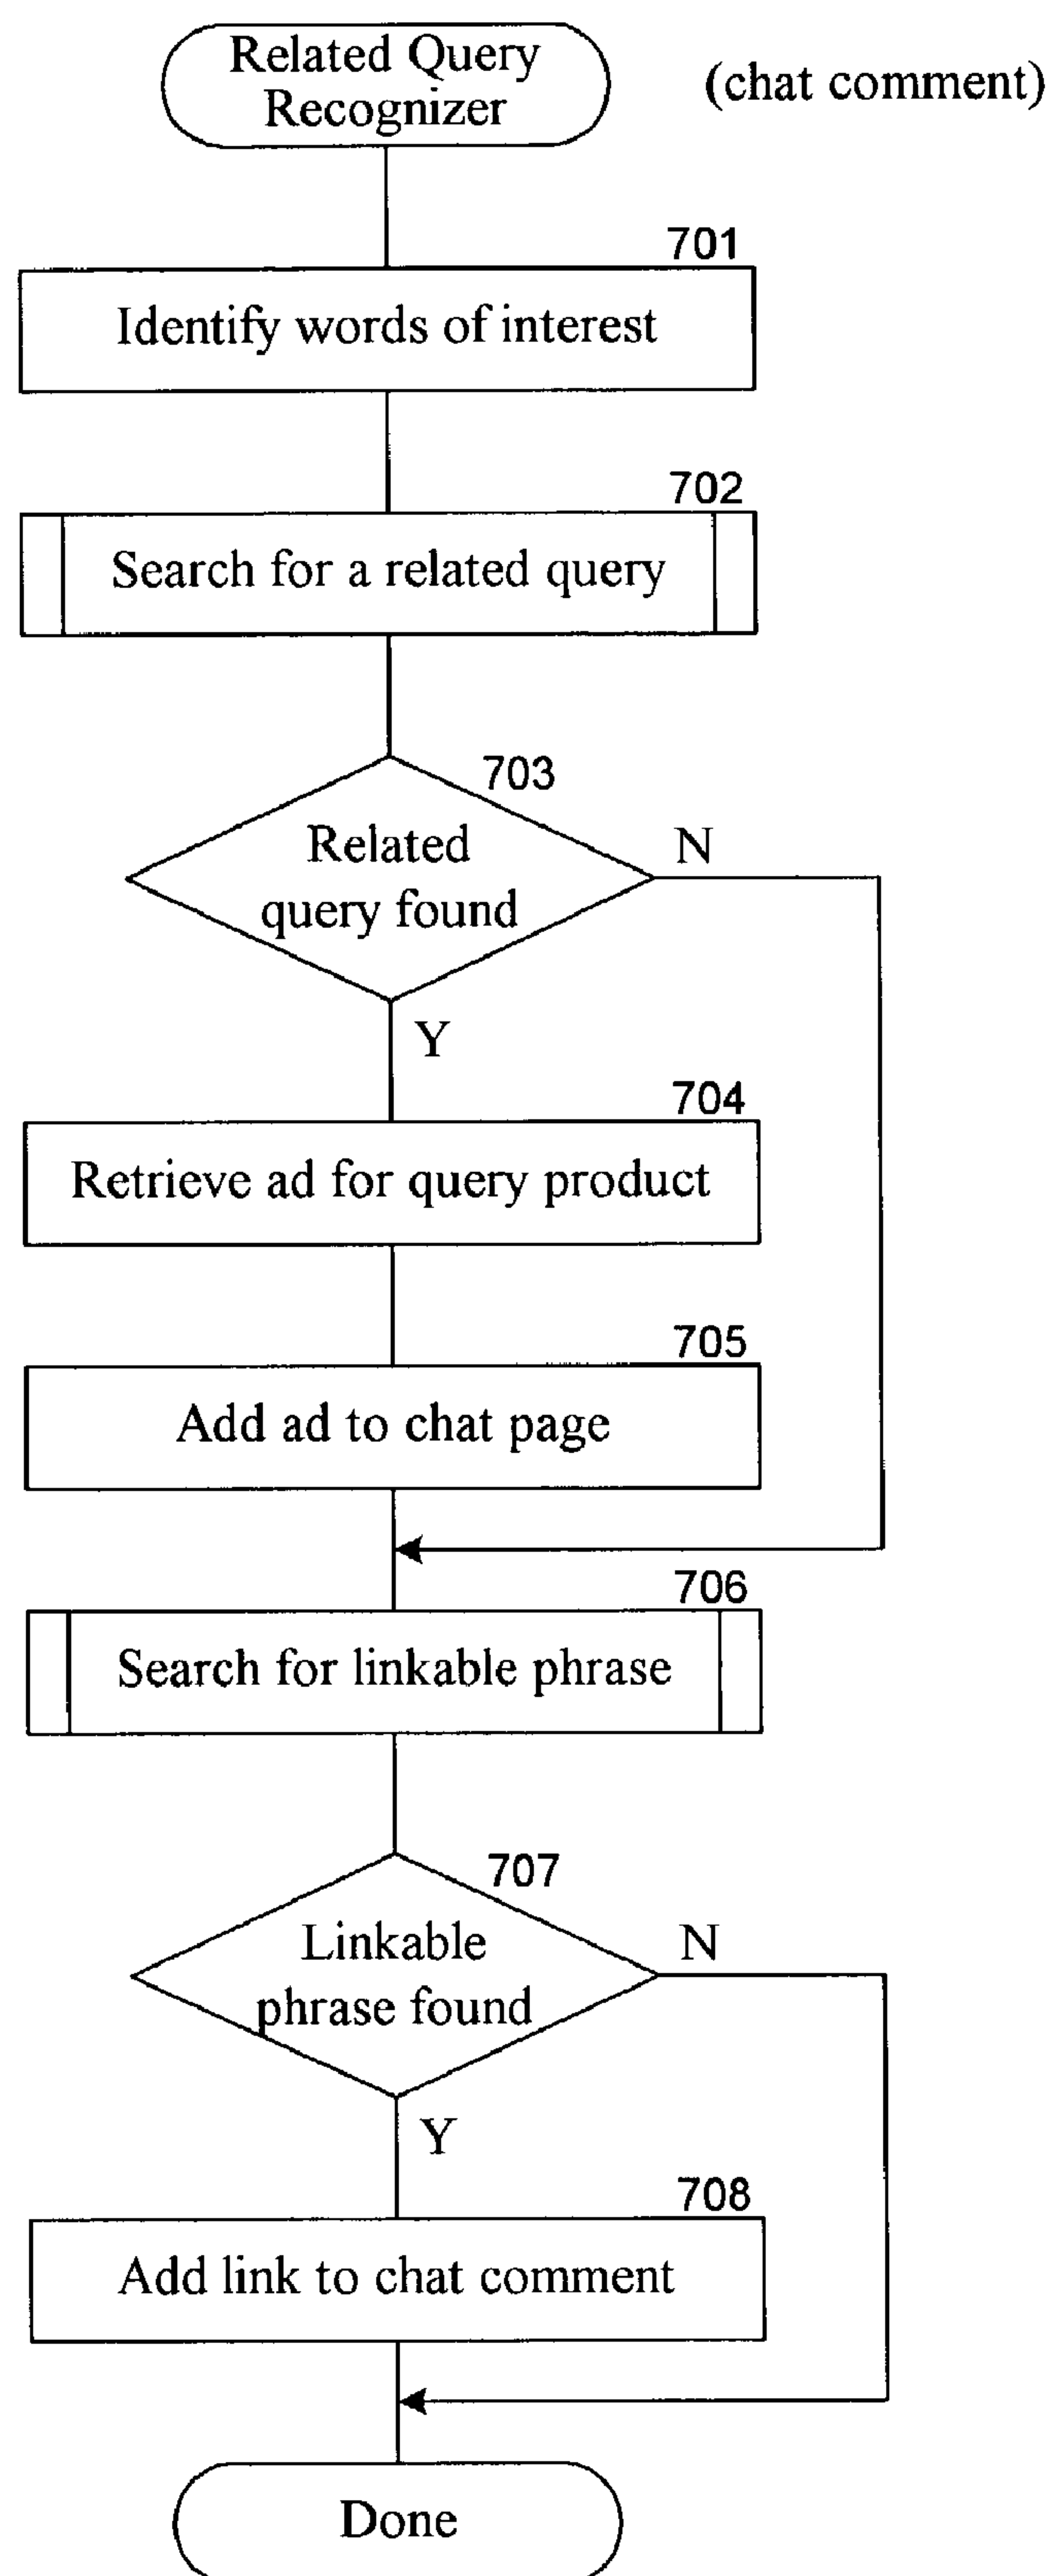 Related Query
Recognizer
(chat comment)
701
Identify words of interest
702
Search for a related query
703
Related
query found
N
Y
704
Retrieve ad for query product
705
Add ad to chat page
706
Search for linkable phrase
707
Linkable
phrase found
N
Y
708
Add link to chat comment
Done